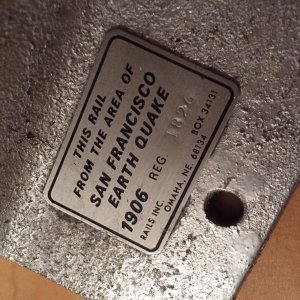 THIS RAIL
FROM THE AREA OF
SAN FRANCISCO
EARTH QUAKE
1906 REG. 1826
RAILS INC. BOX 34131
OMAHA, NE. 68134